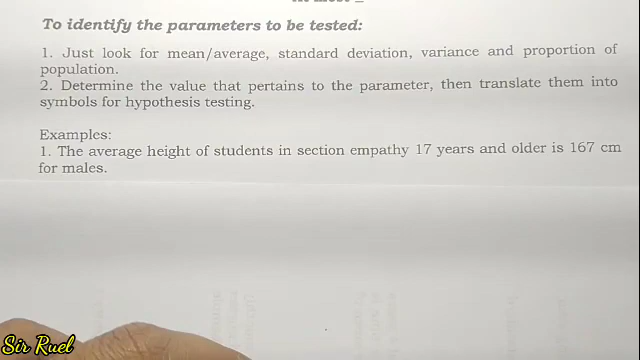 To identify the parameters to be tested:
1. Just look for mean/average, standard deviation, variance and proportion of
population.
2. Determine the value that pertains to the parameter, then translate them into
symbols for hypothesis testing.
Examples:
1. The average height of students in section empathy 17 years and older is 167 cm
for males.
Sir Ruel